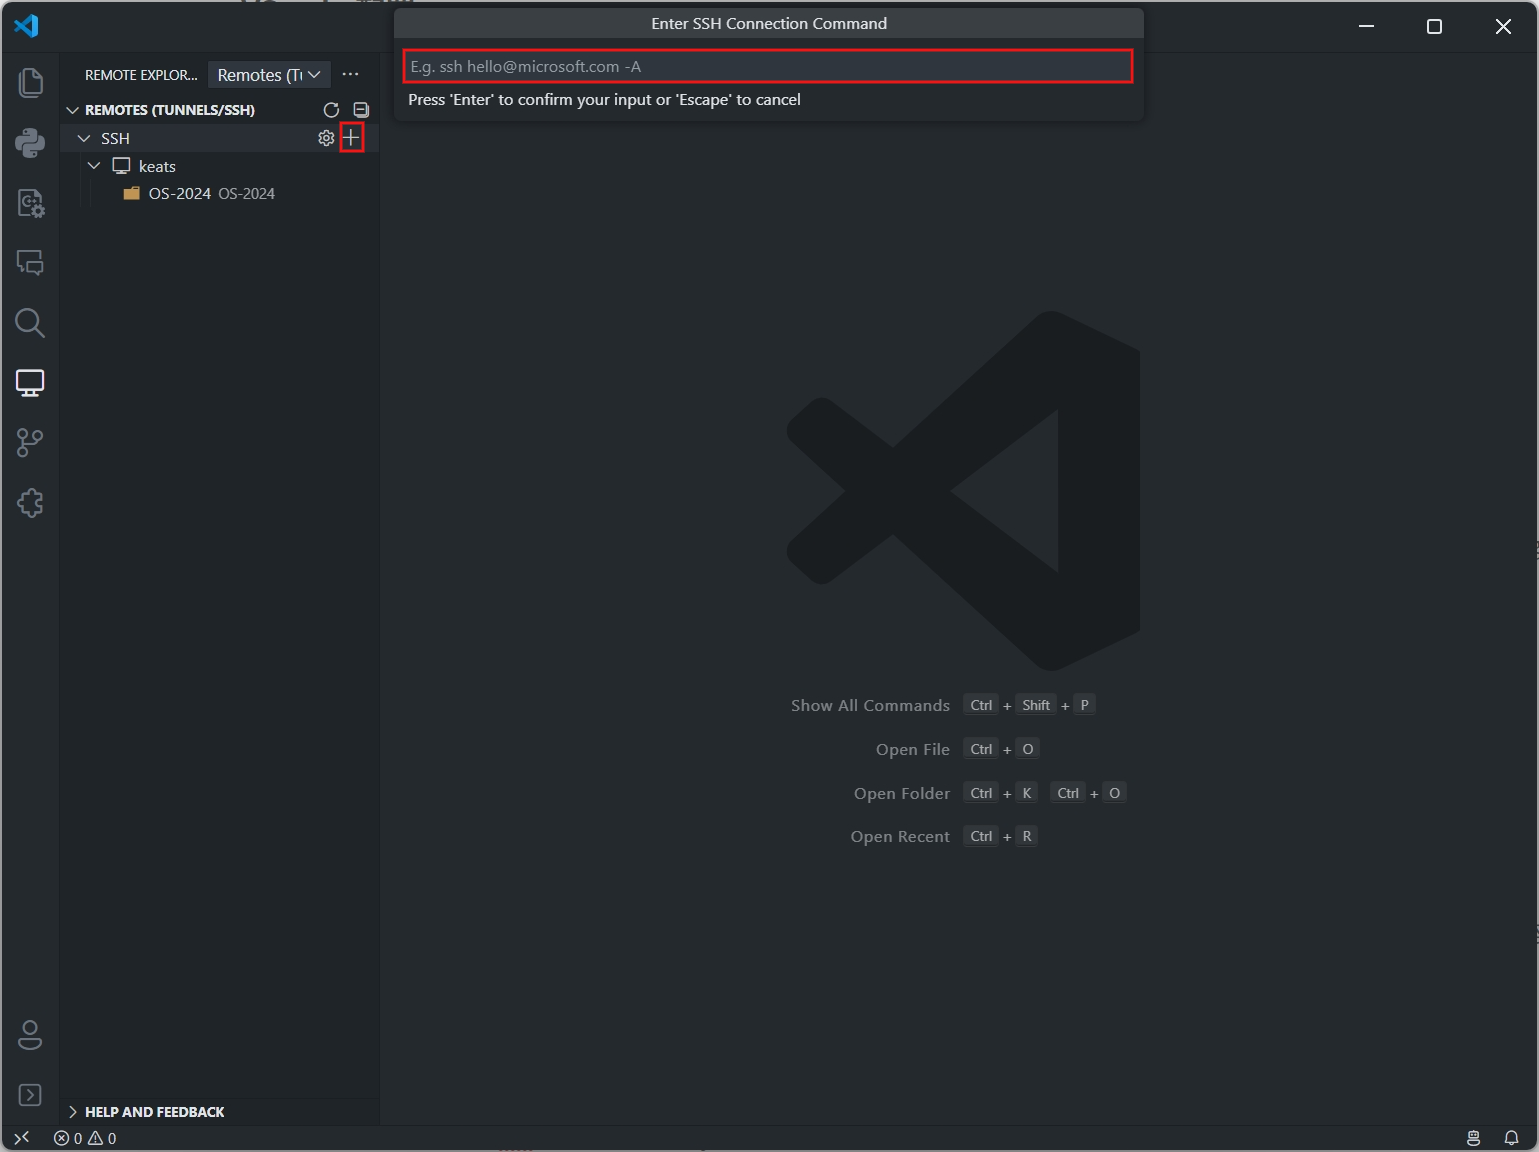 Enter SSH Connection Command
E.g. ssh hello@microsoft.com -A
Press 'Enter' to confirm your input or 'Escape' to cancel
REMOTE EXPLOR... Remotes (Tu
REMOTES (TUNNELS/SSH)
SSH
keats
OS-2024 OS-2024
Show All Commands Ctrl + Shift + P
Open File Ctrl + O
Open Folder Ctrl + K Ctrl + O
Open Recent Ctrl + R
HELP AND FEEDBACK
0 0